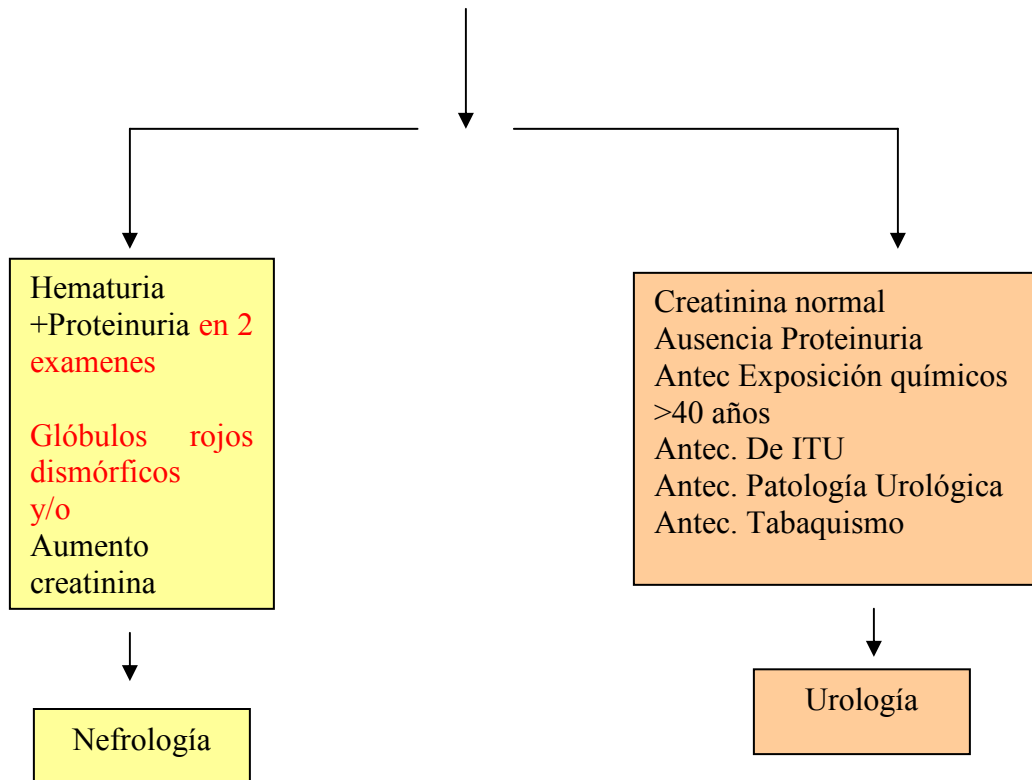 Hematuria
+Proteinuria en 2
examenes
Glóbulos rojos
dismórficos
y/o
Aumento
creatinina
Nefrología
Creatinina normal
Ausencia Proteinuria
Antec Exposición químicos
>40 años
Antec. De ITU
Antec. Patología Urológica
Antec. Tabaquismo
Urología